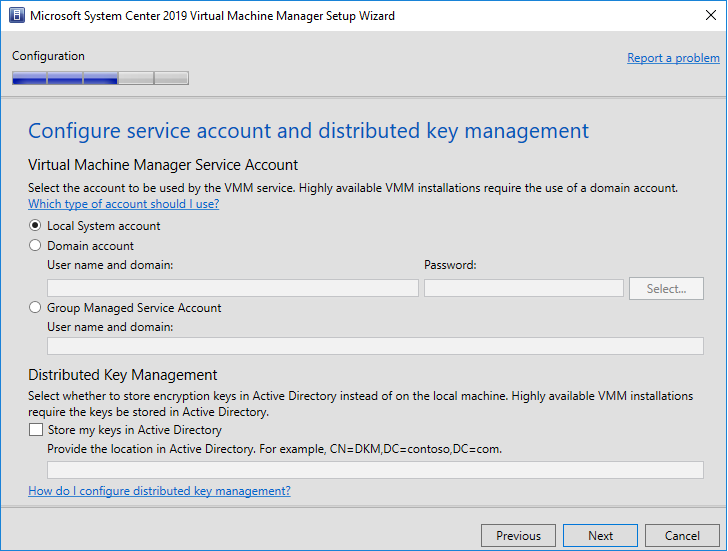 Microsoft System Center 2019 Virtual Machine Manager Setup Wizard
Configuration
Report a problem
Configure service account and distributed key management
Virtual Machine Manager Service Account
Select the account to be used by the VMM service. Highly available VMM installations require the use of a domain account.
Which type of account should I use?
Local System account
Domain account
User name and domain: Password:
Select...
Group Managed Service Account
User name and domain:
Distributed Key Management
Select whether to store encryption keys in Active Directory instead of on the local machine. Highly available VMM installations
require the keys be stored in Active Directory.
Store my keys in Active Directory
Provide the location in Active Directory. For example, CN=DKM,DC=contoso,DC=com.
How do I configure distributed key management?
Previous Next Cancel